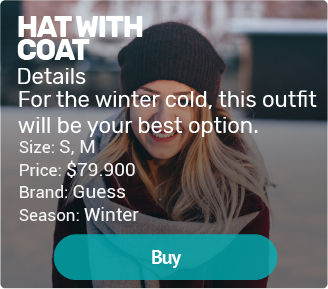 HAT WITH
COAT
Details
For the winter cold, this outfit
will be your best option.
Size: S, M
Price: $79.900
Brand: Guess
Season: Winter
Buy